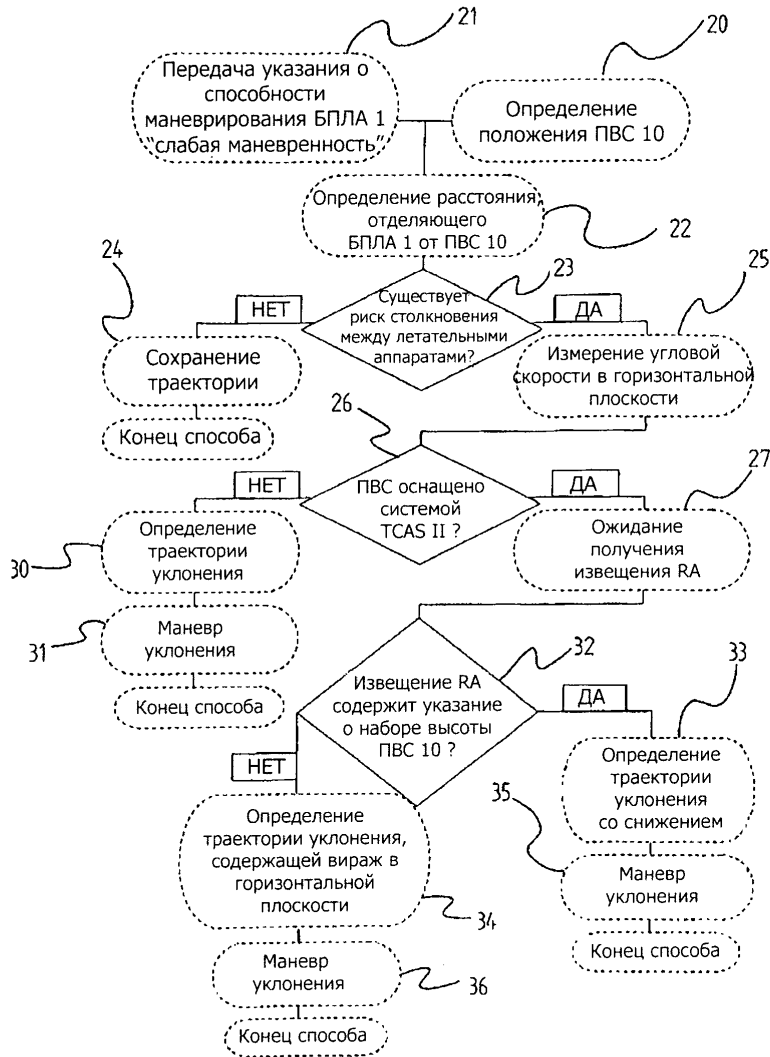 21
20
Передача указания о
способности
маневрирования БПЛА 1
“слабая маневренность”
Определение
положения ПВС 10
Определение расстояния,
отделяющего
БПЛА 1 от ПВС 10
22
24
23
25
НЕТ
Существует
риск столкновения
между летательными
аппаратами?
ДА
Сохранение
траектории
Измерение угловой
скорости в горизонтальной
плоскости
Конец способа
26
27
НЕТ
ПВС оснащено
системой
TCAS II ?
ДА
30
Определение
траектории
уклонения
Ожидание
получения
извещения RA
31
Маневр
уклонения
Конец способа
32
33
Извещение RA
содержит указание
о наборе высоты
ПВС 10 ?
ДА
НЕТ
Определение
траектории
уклонения
со снижением
35
Определение
траектории уклонения,
содержащей вираж в
горизонтальной
плоскости
34
Маневр
уклонения
Конец способа
Маневр
уклонения
36
Конец способа